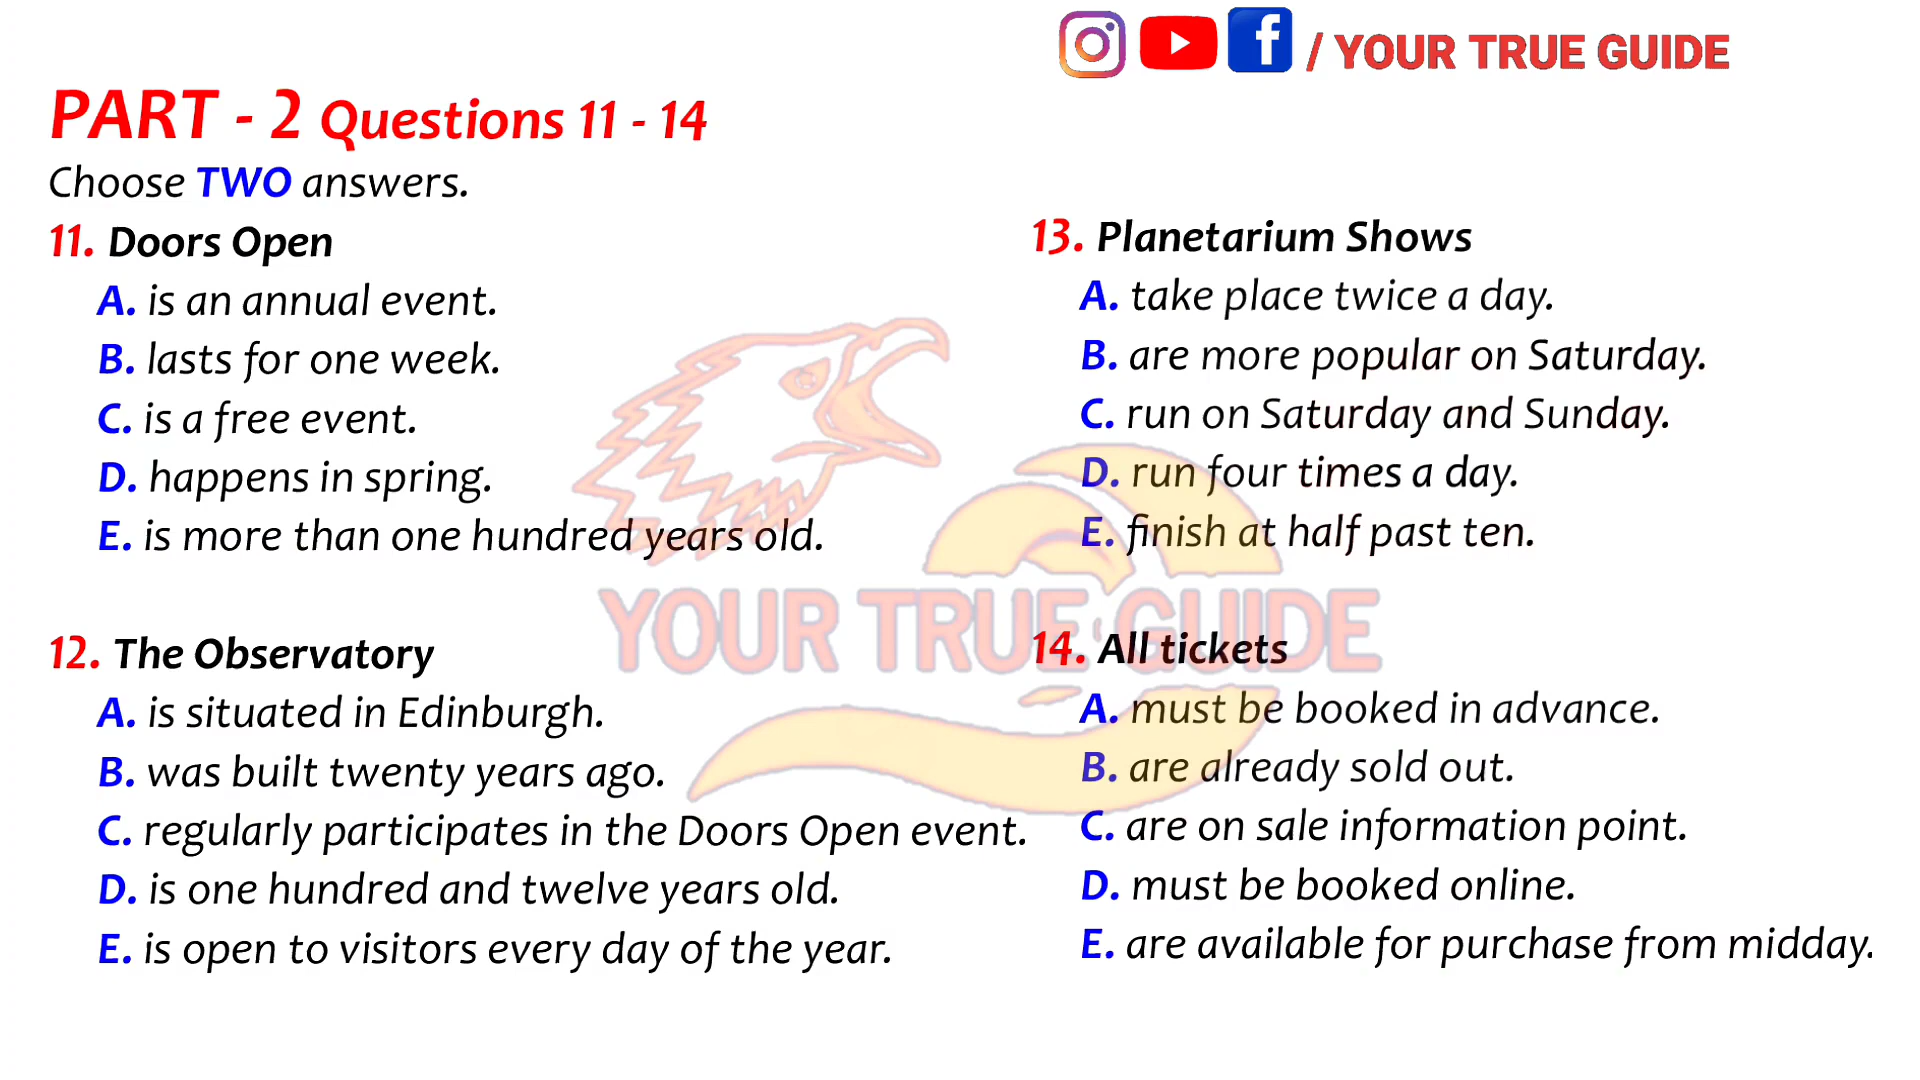 / YOUR TRUE GUIDE
PART - 2 Questions 11 - 14
Choose TWO answers.
11. Doors Open
A. is an annual event.
B. lasts for one week.
C. is a free event.
D. happens in spring.
E. is more than one hundred years old.
12. The Observatory
A. is situated in Edinburgh.
B. was built twenty years ago.
C. regularly participates in the Doors Open event.
D. is one hundred and twelve years old.
E. is open to visitors every day of the year.
13. Planetarium Shows
A. take place twice a day.
B. are more popular on Saturday.
C. run on Saturday and Sunday.
D. run four times a day.
E. finish at half past ten.
14. All tickets
A. must be booked in advance.
B. are already sold out.
C. are on sale information point.
D. must be booked online.
E. are available for purchase from midday.
YOUR TRUE GUIDE